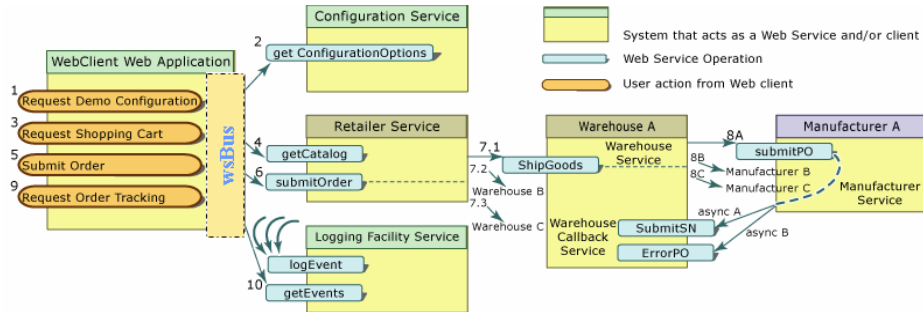 Configuration Service
2
get ConfigurationOptions
System that acts as a Web Service and/or client
Web Service Operation
User action from Web client
WebClient Web Application
1
Request Demo Configuration
3
Request Shopping Cart
5
Submit Order
9
Request Order Tracking
wsBus
Retailer Service
4
getCatalog
6
submitOrder
7.1
7.2
Warehouse B
7.3
Warehouse C
Warehouse A
Warehouse
Service
ShipGoods
8A
8B
Manufacturer B
8C
Manufacturer C
Manufacturer A
submitPO
Manufacturer
Service
async A
async B
Warehouse
Callback
Service
SubmitSN
ErrorPO
Logging Facility Service
logEvent
10
getEvents